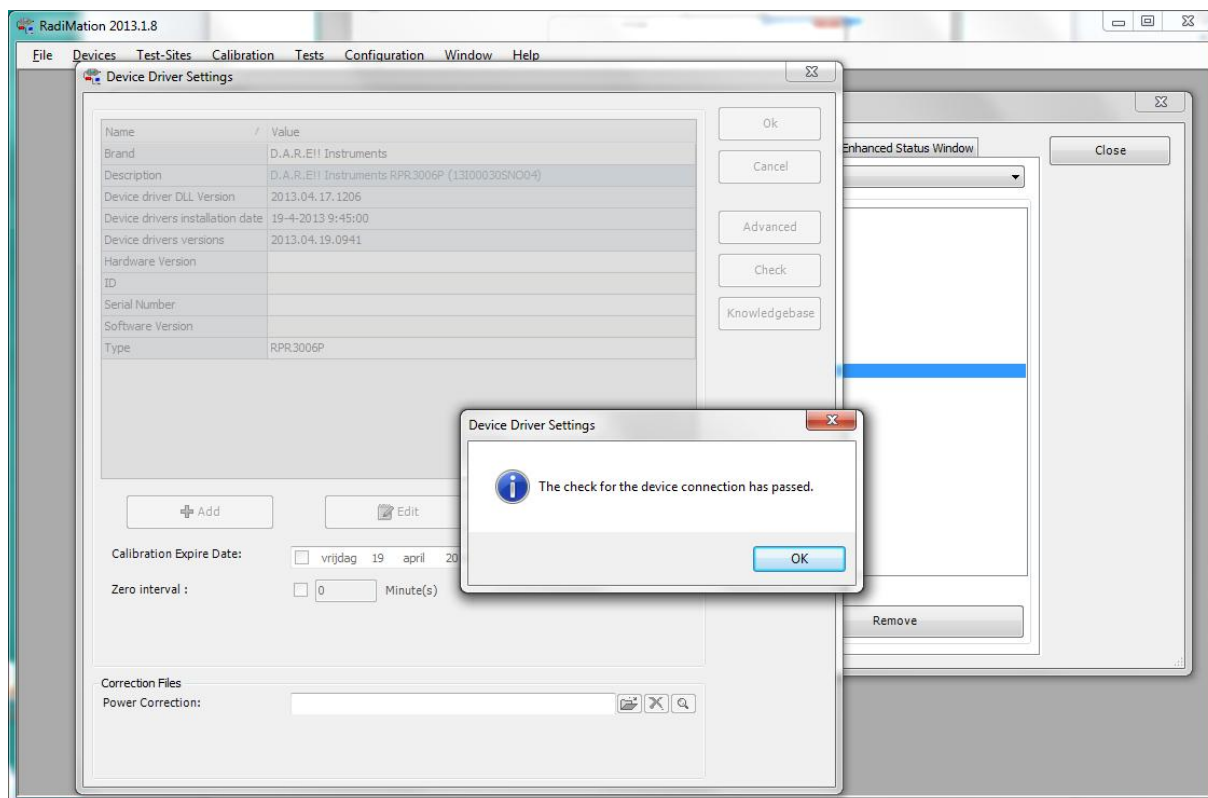 RadiMation 2013.1.8
File Devices Test-Sites Calibration Tests Configuration Window Help
Device Driver Settings
Name / Value
Brand D.A.R.E!! Instruments
Description D.A.R.E!! Instruments RPR3006P (13I00030SNO04)
Device driver DLL Version 2013.04.17.1206
Device drivers installation date 19-4-2013 9:45:00
Device drivers versions 2013.04.19.0941
Hardware Version
ID
Serial Number
Software Version
Type RPR3006P
Ok
Cancel
Advanced
Check
Knowledgebase
Enhanced Status Window
Close
Device Driver Settings
The check for the device connection has passed.
OK
Add Edit
Calibration Expire Date: vrijdag 19 april 20
Zero interval : 0 Minute(s)
Remove
Correction Files
Power Correction: